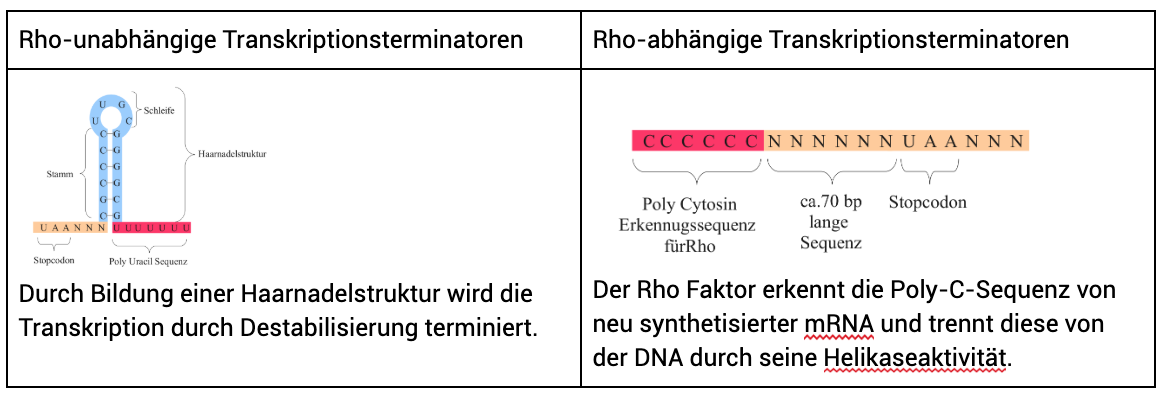 Rho-unabhängige Transkriptionsterminatoren
U G
U C
Schleife
C G
C G
C G
C G
G C
C G
Stamm
Haarnadelstruktur
U A A N N N U U U U U U U
Stopcodon
Poly Uracil Sequenz
Durch Bildung einer Haarnadelstruktur wird die
Transkription durch Destabilisierung terminiert.
Rho-abhängige Transkriptionsterminatoren
C C C C C C N N N N N N U A A N N N
Poly Cytosin
Erkennugssequenz
fürRho
ca.70 bp
lange
Sequenz
Stopcodon
Der Rho Faktor erkennt die Poly-C-Sequenz von
neu synthetisierter mRNA und trennt diese von
der DNA durch seine Helikaseaktivität.